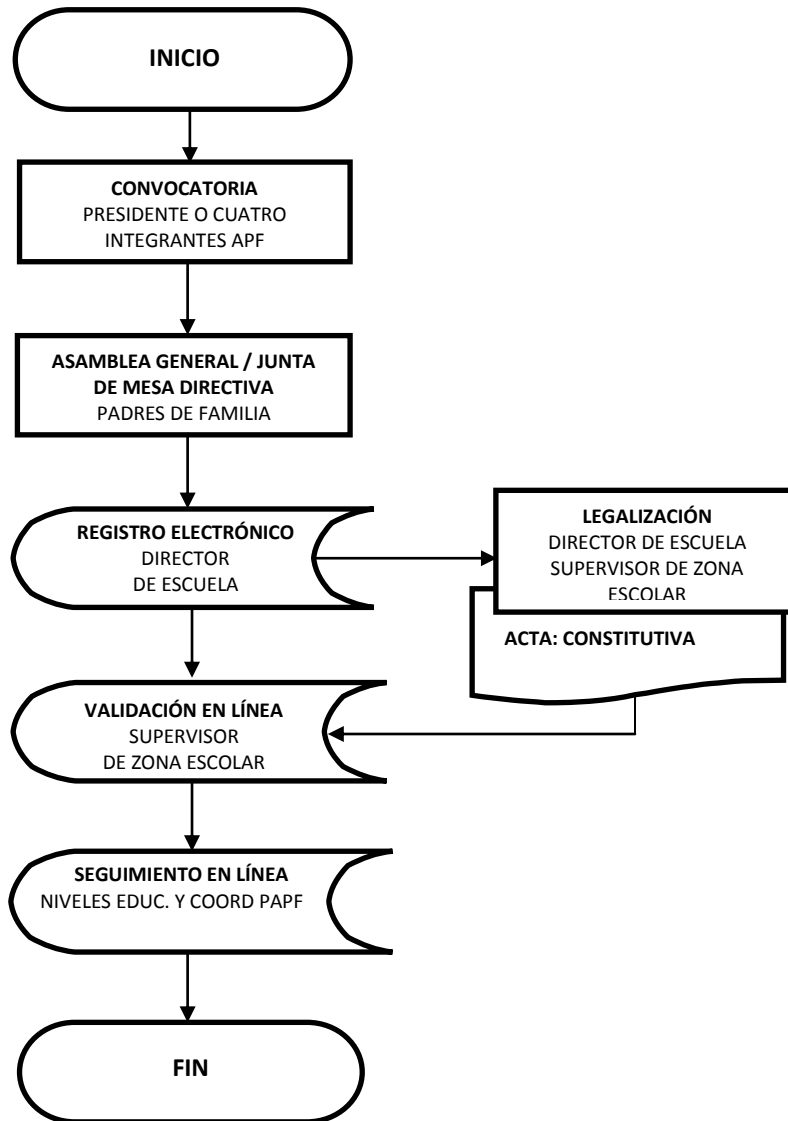 INICIO
CONVOCATORIA
PRESIDENTE O CUATRO
INTEGRANTES APF
ASAMBLEA GENERAL / JUNTA
DE MESA DIRECTIVA
PADRES DE FAMILIA
REGISTRO ELECTRÓNICO
DIRECTOR
DE ESCUELA
LEGALIZACIÓN
DIRECTOR DE ESCUELA
SUPERVISOR DE ZONA
ESCOLAR
ACTA: CONSTITUTIVA
VALIDACIÓN EN LÍNEA
SUPERVISOR
DE ZONA ESCOLAR
SEGUIMIENTO EN LÍNEA
NIVELES EDUC. Y COORD PAPF
FIN